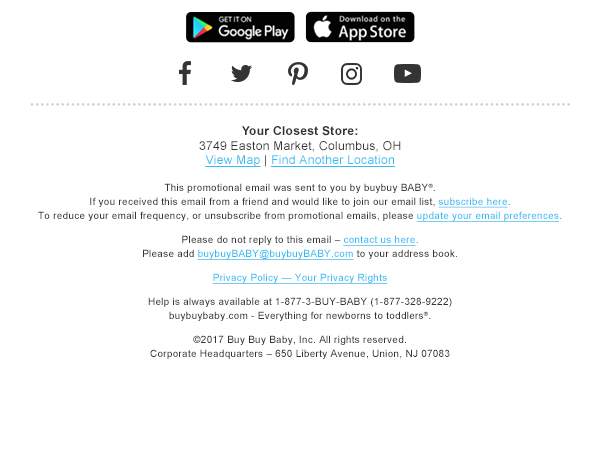 GET IT ON
Google Play
Download on the
App Store
Your Closest Store:
3749 Easton Market, Columbus, OH
View Map | Find Another Location
This promotional email was sent to you by buybuy BABY®.
If you received this email from a friend and would like to join our email list, subscribe here.
To reduce your email frequency, or unsubscribe from promotional emails, please update your email preferences.
Please do not reply to this email – contact us here.
Please add buybuyBABY@buybuyBABY.com to your address book.
Privacy Policy — Your Privacy Rights
Help is always available at 1-877-3-BUY-BABY (1-877-328-9222)
buybuybaby.com - Everything for newborns to toddlers®.
©2017 Buy Buy Baby, Inc. All rights reserved.
Corporate Headquarters – 650 Liberty Avenue, Union, NJ 07083